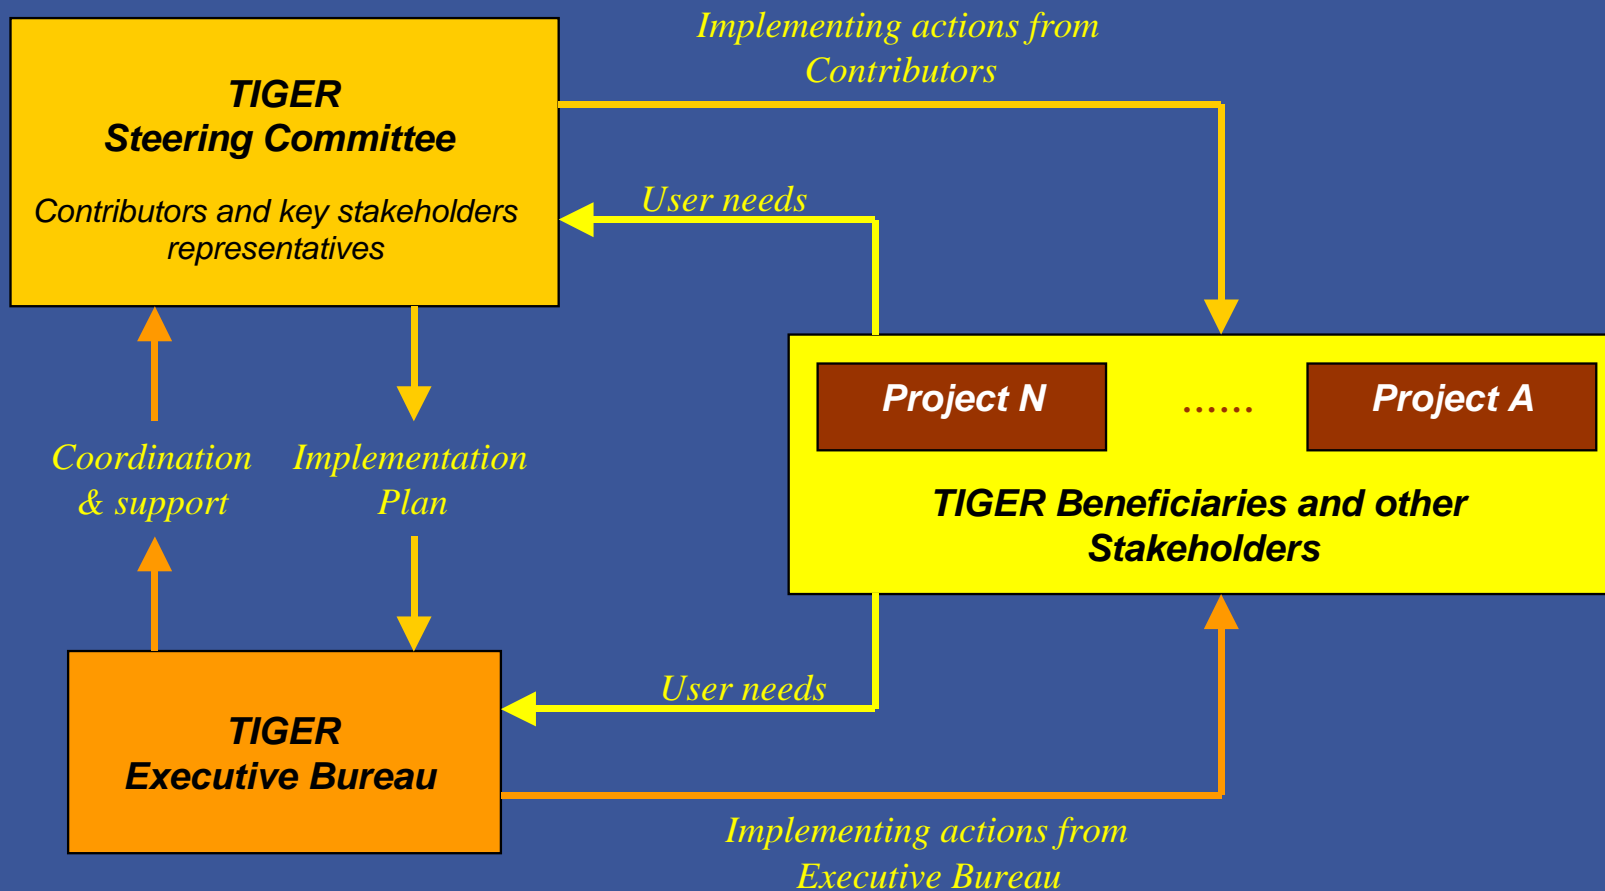 Implementing actions from
Contributors
TIGER
Steering Committee
Contributors and key stakeholders
representatives
User needs
Project N
......
Project A
TIGER Beneficiaries and other
Stakeholders
Coordination
& support
Implementation
Plan
User needs
TIGER
Executive Bureau
Implementing actions from
Executive Bureau